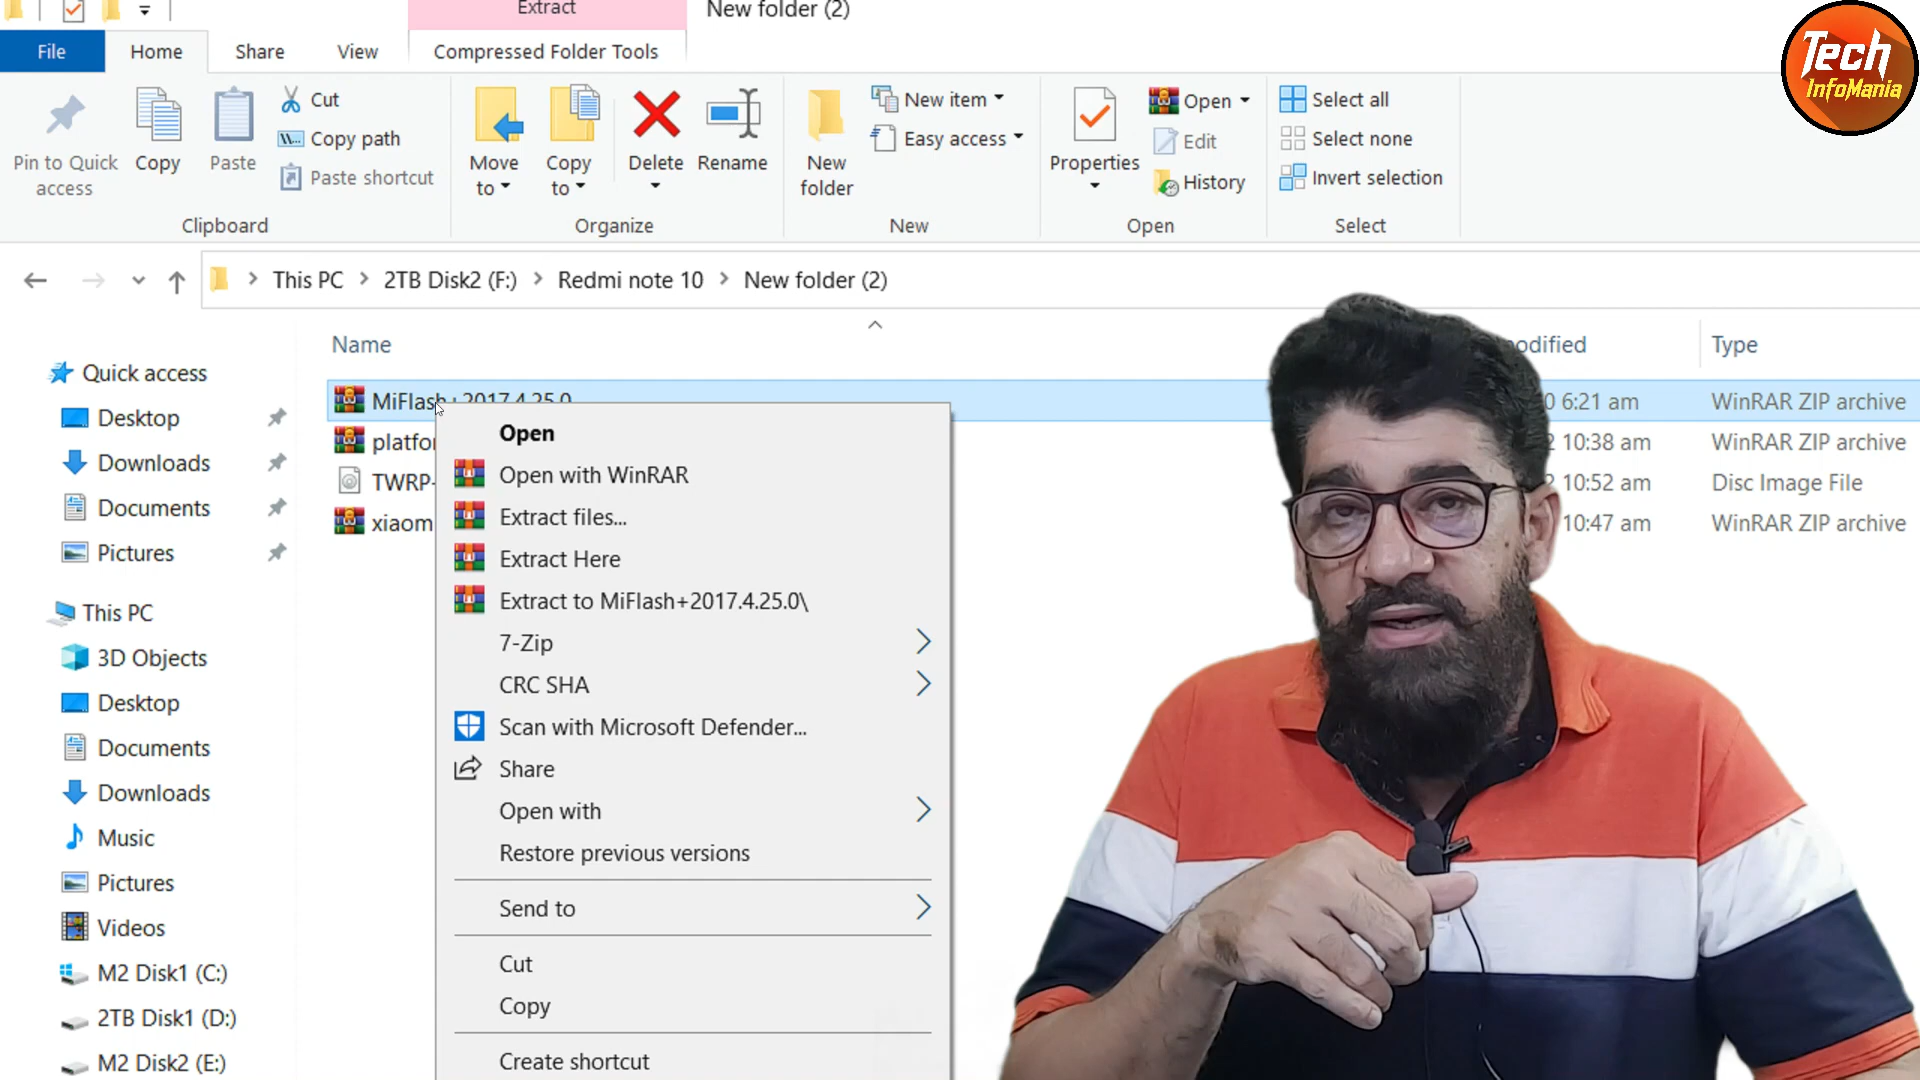 Extract
New folder (2)
Tech
InfoMania
File
Home
Share
View
Compressed Folder Tools
Pin to Quick
access
Copy
Paste
Cut
Copy path
Paste shortcut
Clipboard
Move
to
Copy
to
Delete
Rename
Organize
New
folder
New item
Easy access
New
Properties
Open
Edit
History
Open
Select all
Select none
Invert selection
Select
This PC
2TB Disk2 (F:)
Redmi note 10
New folder (2)
Name
odified
Type
Quick access
Desktop
Downloads
Documents
Pictures
This PC
3D Objects
Desktop
Documents
Downloads
Music
Pictures
Videos
M2 Disk1 (C:)
2TB Disk1 (D:)
M2 Disk2 (E:)
MiFlash+2017.4.25.0
0 6:21 am
WinRAR ZIP archive
platfo
10:38 am
WinRAR ZIP archive
TWRP-
10:52 am
Disc Image File
xiaom
10:47 am
WinRAR ZIP archive
Open
Open with WinRAR
Extract files...
Extract Here
Extract to MiFlash+2017.4.25.0\
7-Zip
CRC SHA
Scan with Microsoft Defender...
Share
Open with
Restore previous versions
Send to
Cut
Copy
Create shortcut